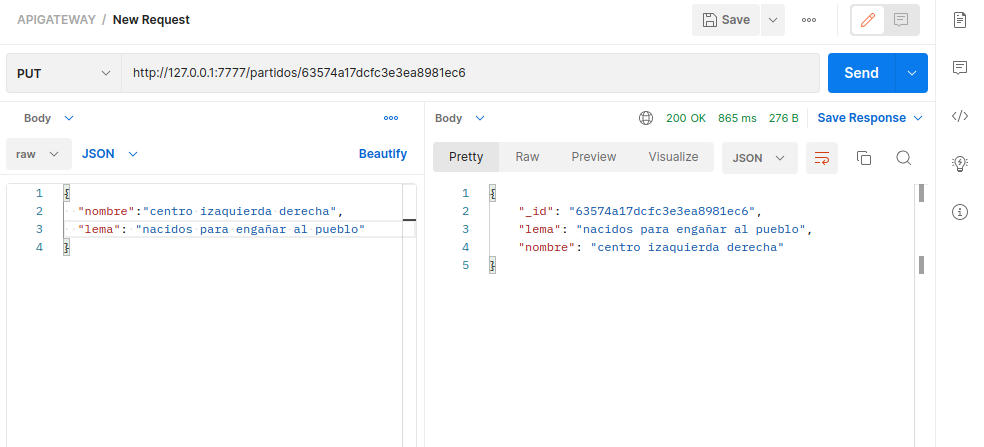 APIGATEWAY / New Request
Save
PUT
http://127.0.0.1:7777/partidos/63574a17dcfc3e3ea8981ec6
Send
Body
raw
JSON
Beautify
1 {
2 "nombre":"centro izaquierda derecha",
3 "lema": "nacidos para engañar al pueblo"
4 }
Body
200 OK 865 ms 276 B Save Response
Pretty Raw Preview Visualize JSON
1 {
2 "_id": "63574a17dcfc3e3ea8981ec6",
3 "lema": "nacidos para engañar al pueblo",
4 "nombre": "centro izaquierda derecha"
5 }